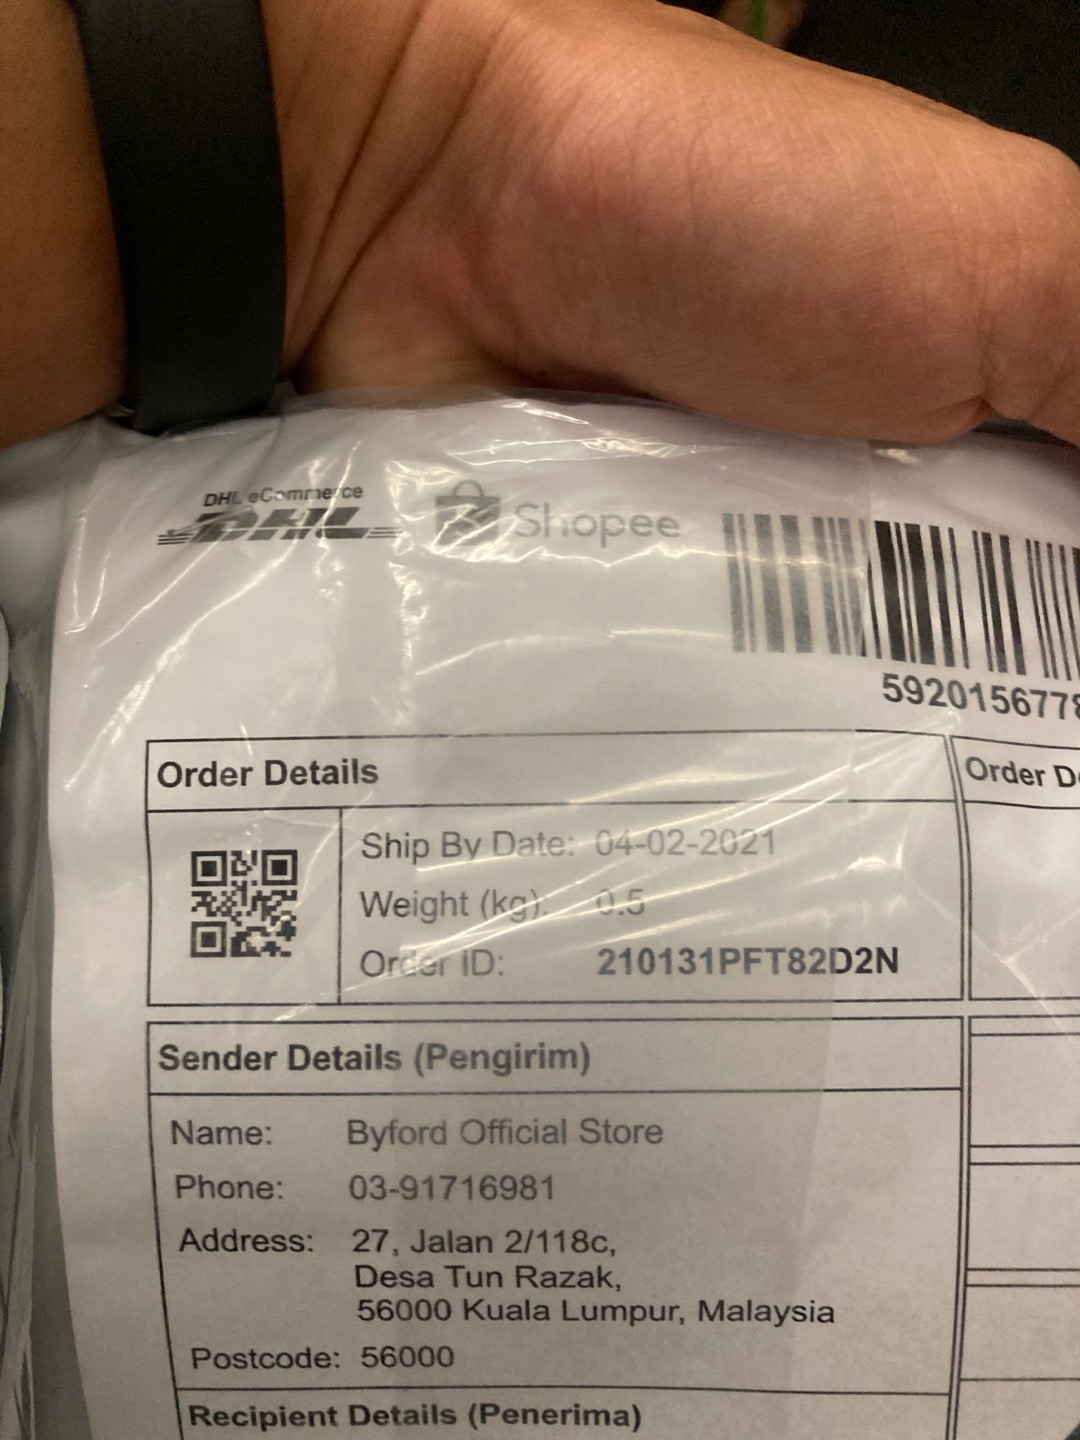 DHL eCommerce
DHL
Shopee
592015677
Order Details
Order
Ship By Date: 04-02-2021
Weight (kg): 0.5
Order ID: 210131PFT82D2N
Sender Details (Pengirim)
Name: Byford Official Store
Phone: 03-91716981
Address: 27, Jalan 2/118c,
Desa Tun Razak,
56000 Kuala Lumpur, Malaysia
Postcode: 56000
Recipient Details (Penerima)